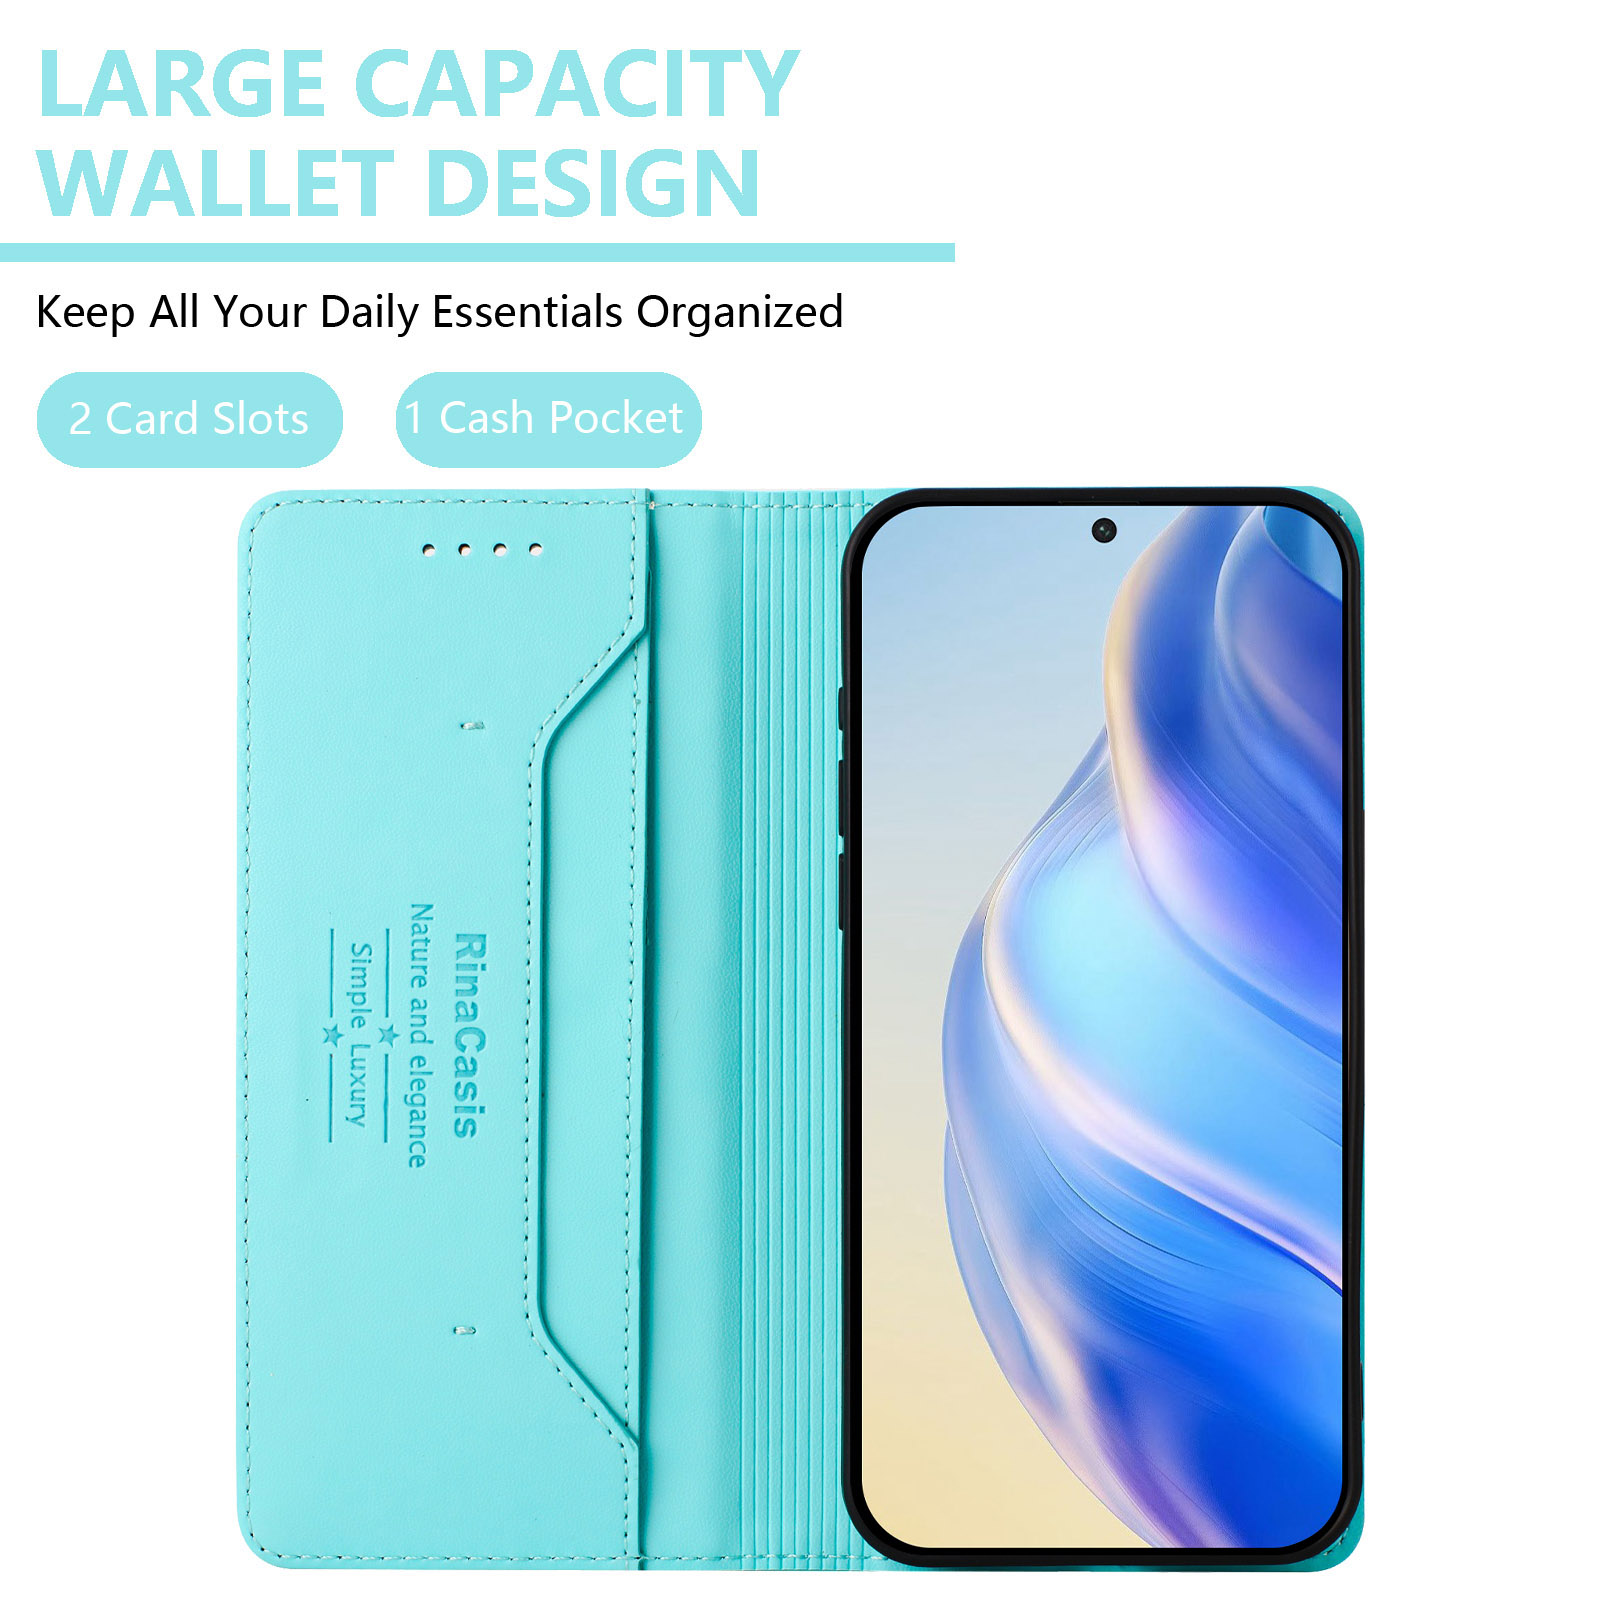 LARGE CAPACITY
WALLET DESIGN
Keep All Your Daily Essentials Organized
2 Card Slots
1 Cash Pocket
RinaCasis
Nature and elegance
Simple Luxury